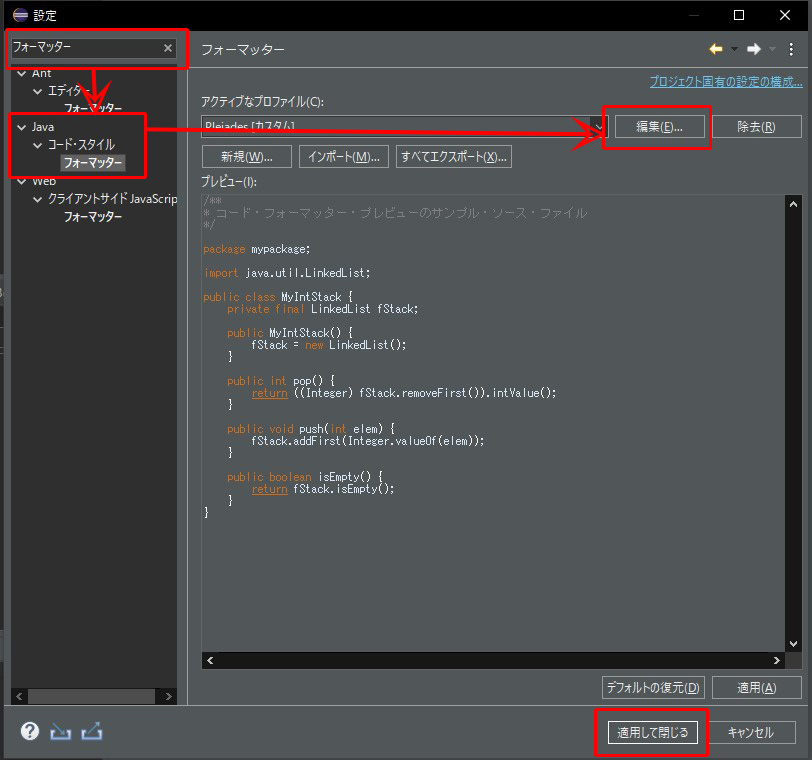 設定
フォーマッター
Ant
エディター
フォーマッター
Java
コード・スタイル
フォーマッター
Web
クライアントサイド JavaScrip
フォーマッター
フォーマッター
プロジェクト固有の設定の構成...
アクティブなプロファイル(C):
Pleiades [カスタム]
編集(E)...
除去(R)
新規(W)...
インポート(M)...
すべてエクスポート(X)...
プレビュー(I):
/**
* コード・フォーマッター・プレビューのサンプル・ソース・ファイル
*/
package mypackage;
import java.util.LinkedList;
public class MyIntStack {
private final LinkedList fStack;
public MyIntStack() {
fStack = new LinkedList();
}
public int pop() {
return ((Integer) fStack.removeFirst()).intValue();
}
public void push(int elem) {
fStack.addFirst(Integer.valueOf(elem));
}
public boolean isEmpty() {
return fStack.isEmpty();
}
}
デフォルトの復元(D)
適用(A)
適用して閉じる
キャンセル